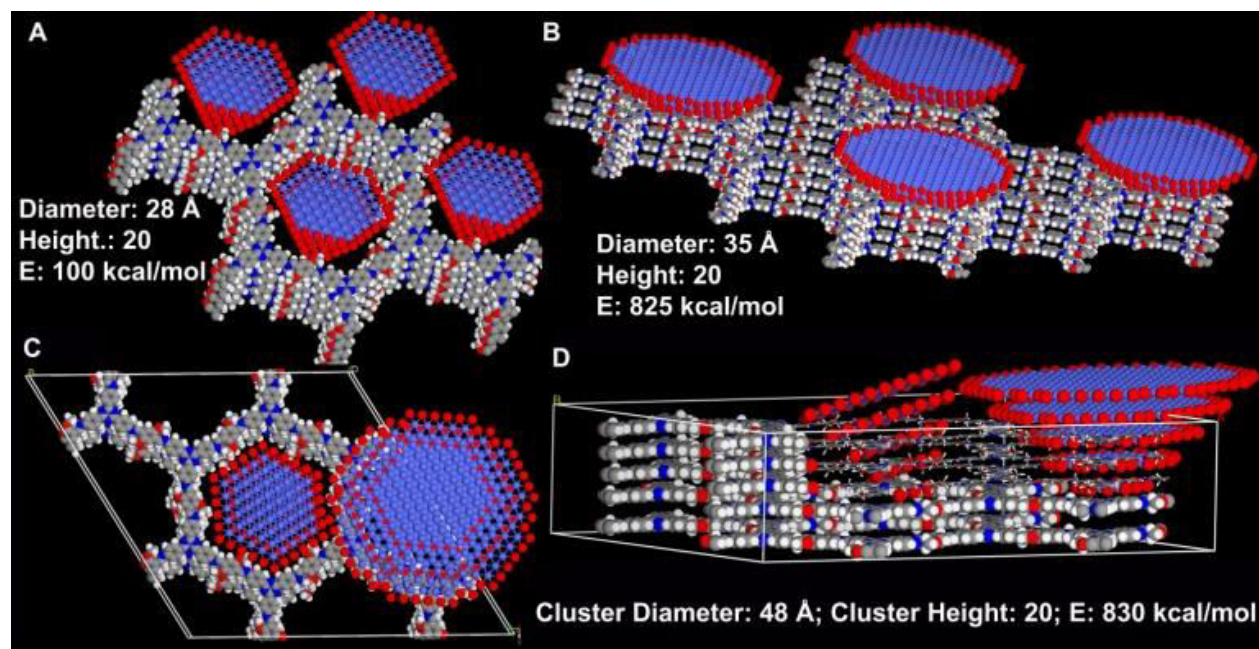 A
Diameter: 28 Å
Height.: 20
E: 100 kcal/mol
B
Diameter: 35 Å
Height: 20
E: 825 kcal/mol
C
D
Cluster Diameter: 48 Å; Cluster Height: 20; E: 830 kcal/mol